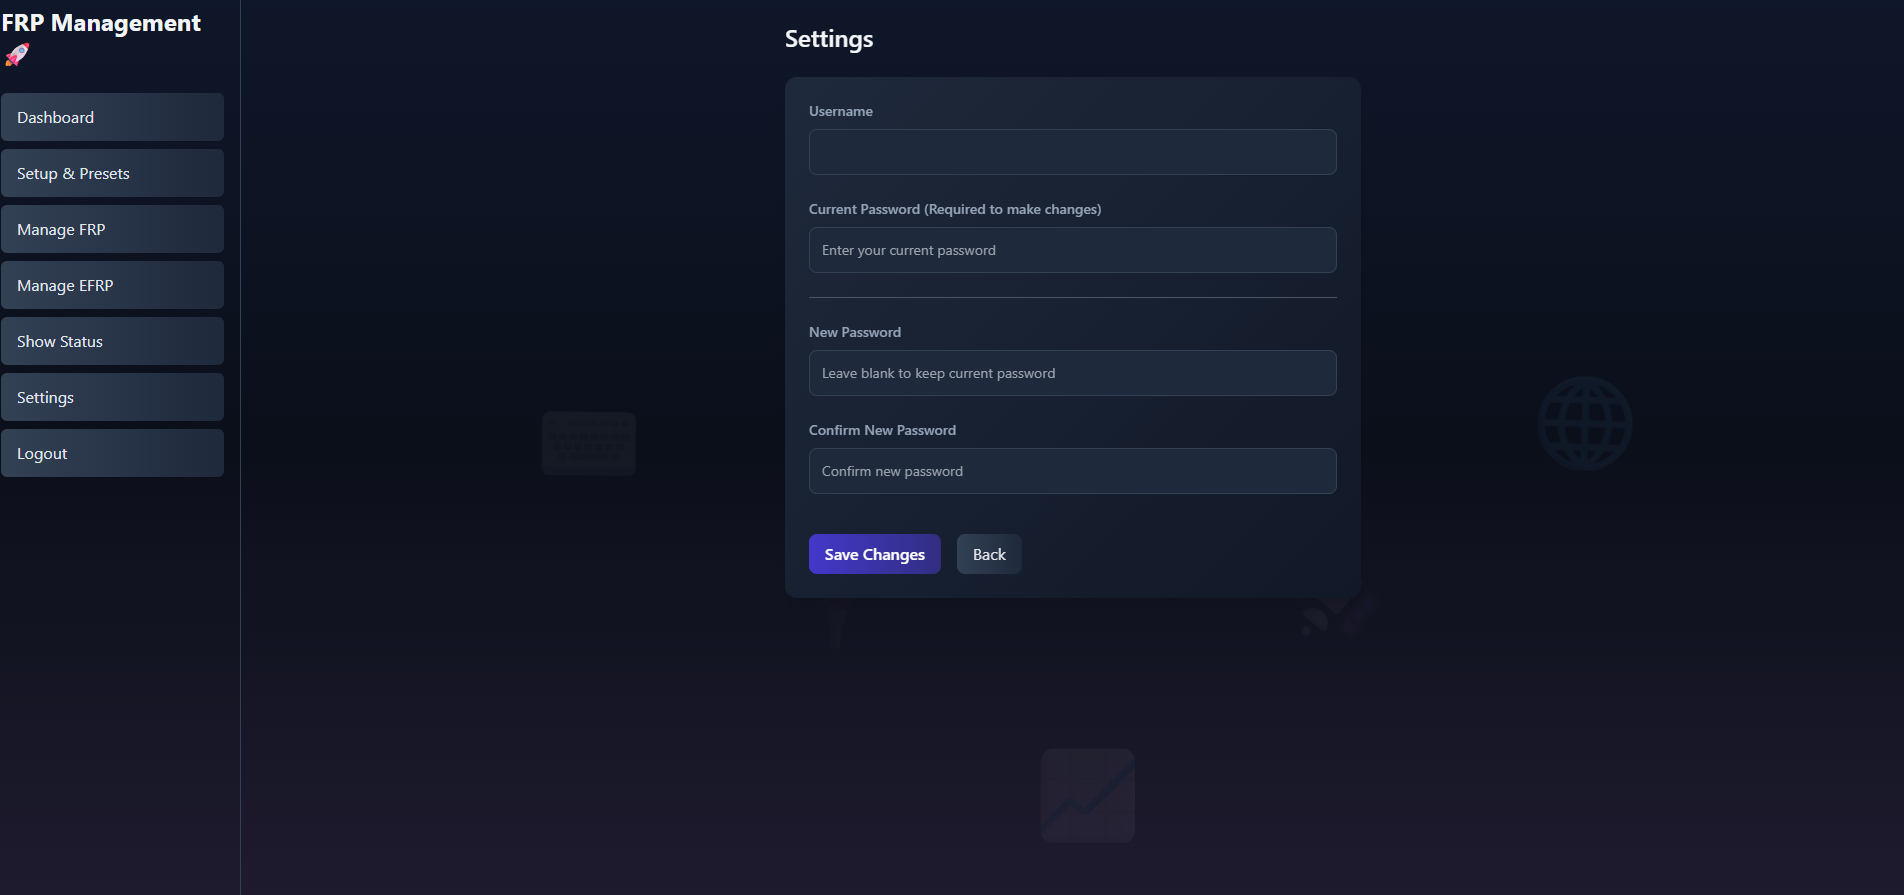 FRP Management
🚀
Dashboard
Setup & Presets
Manage FRP
Manage EFRP
Show Status
Settings
Logout
Settings
Username
Current Password (Required to make changes)
Enter your current password
New Password
Leave blank to keep current password
Confirm New Password
Confirm new password
Save Changes
Back